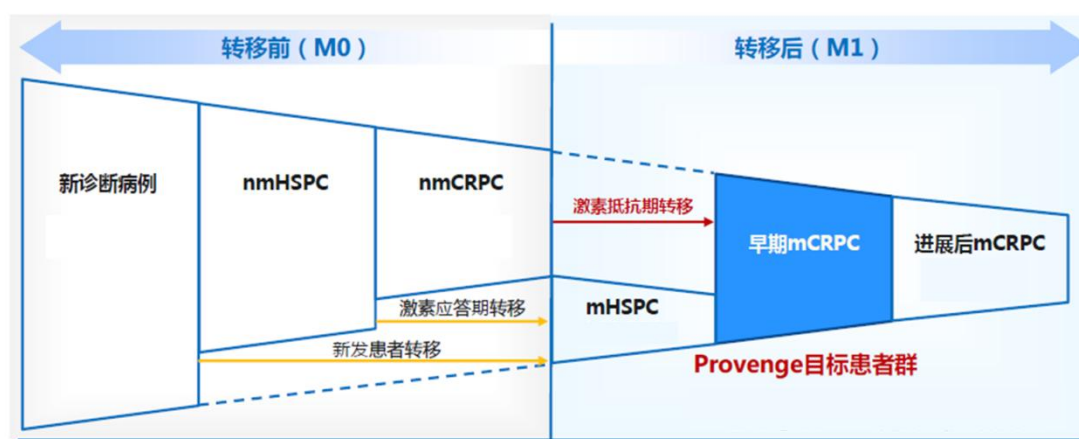 转移前（M0）
转移后（M1）
新诊断病例
nmHSPC
nmCRPC
激素抵抗期转移
早期mCRPC
进展后mCRPC
激素应答期转移
mHSPC
新发患者转移
Provenge目标患者群